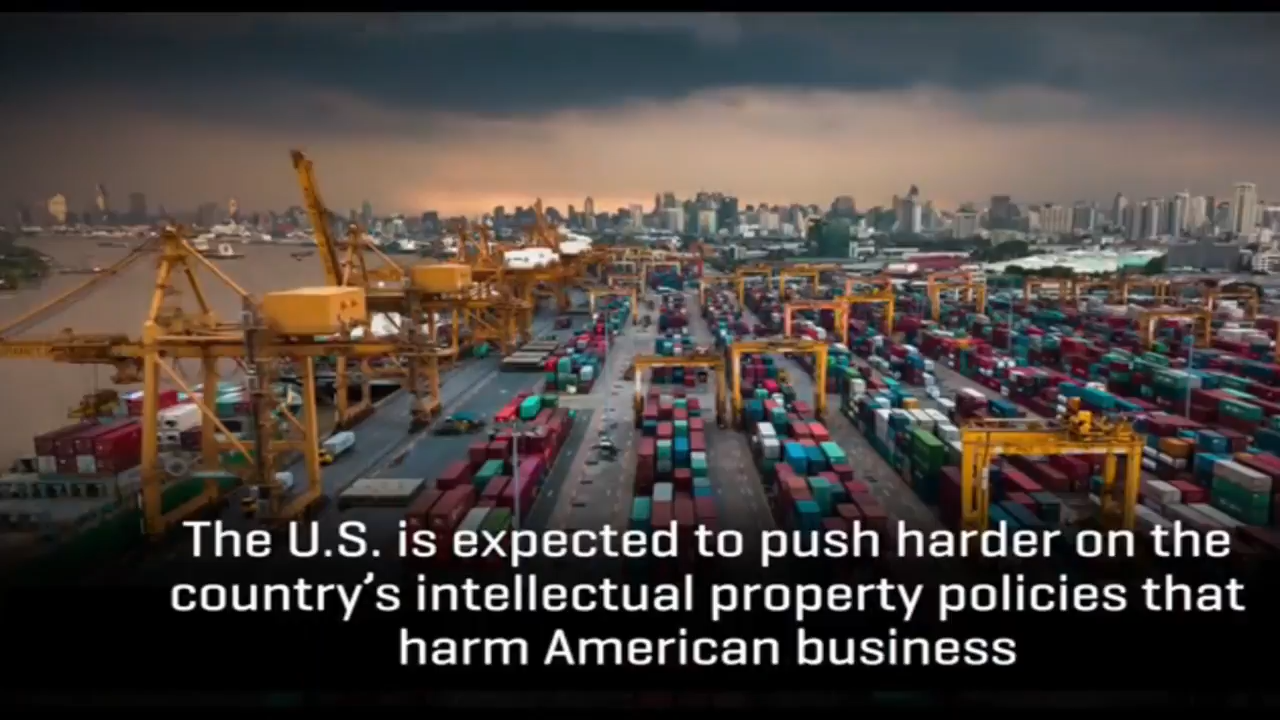 The U.S. is expected to push harder on the
country's intellectual property policies that
harm American business